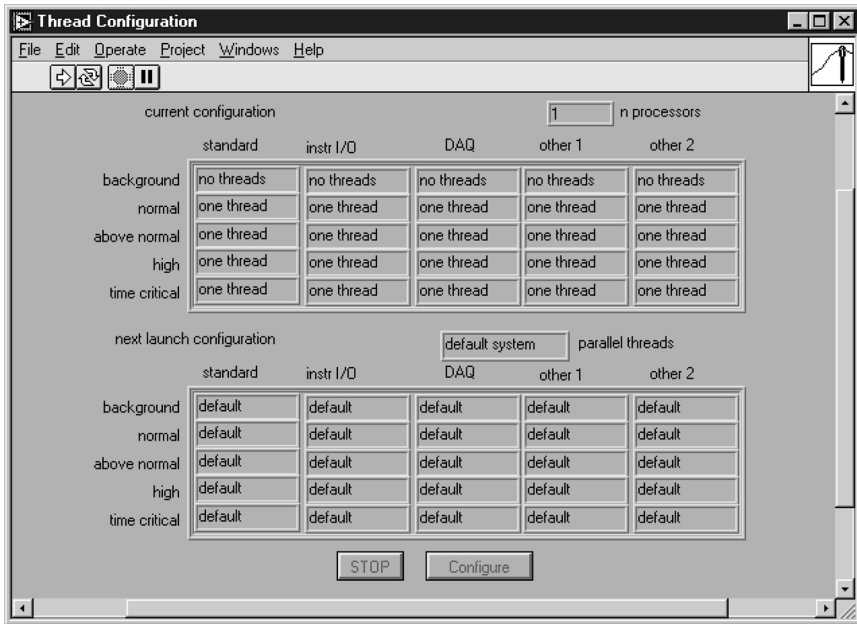 Thread Configuration
File Edit Operate Project Windows Help
current configuration 1 n processors
standard instr I/O DAQ other 1 other 2
background no threads no threads no threads no threads no threads
normal one thread one thread one thread one thread one thread
above normal one thread one thread one thread one thread one thread
high one thread one thread one thread one thread one thread
time critical one thread one thread one thread one thread one thread
next launch configuration default system parallel threads
standard instr I/O DAQ other 1 other 2
background default default default default default
normal default default default default default
above normal default default default default default
high default default default default default
time critical default default default default default
STOP Configure